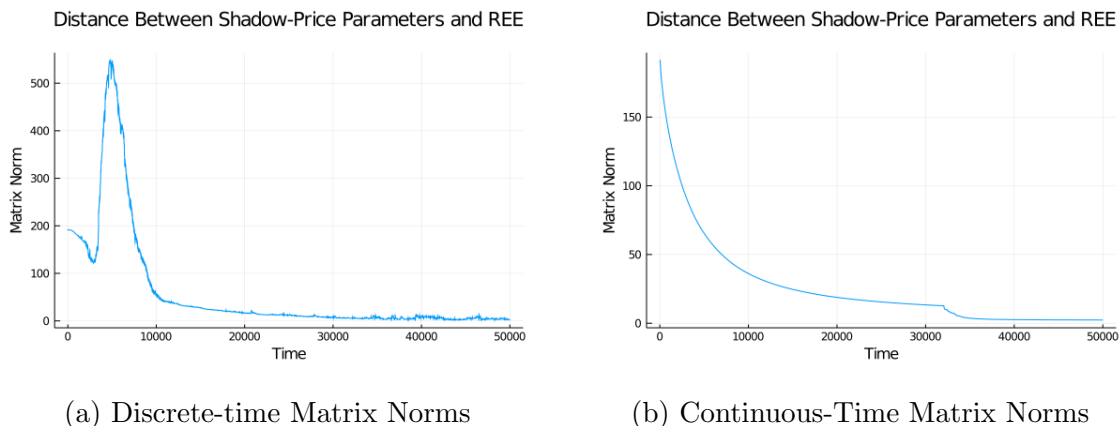 Distance Between Shadow-Price Parameters and REE
500
400
300
200
100
0
Matrix Norm
0 10000 20000 30000 40000 50000
Time
(a) Discrete-time Matrix Norms
Distance Between Shadow-Price Parameters and REE
150
100
50
0
Matrix Norm
0 10000 20000 30000 40000 50000
Time
(b) Continuous-Time Matrix Norms